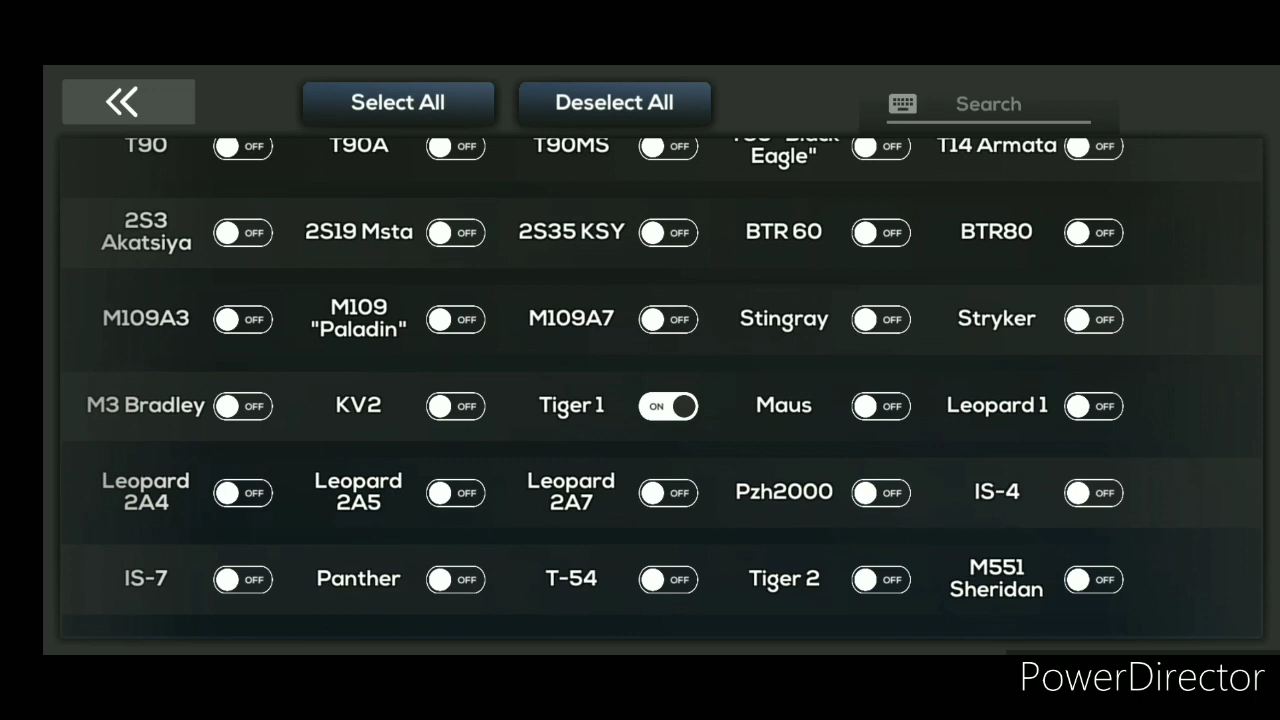 Select All
Deselect All
Search
T90 OFF
T90A OFF
T90MS OFF
Eagle" OFF
T14 Armata OFF
2S3
Akatsiya OFF
2S19 Msta OFF
2S35 KSY OFF
BTR 60 OFF
BTR80 OFF
M109A3 OFF
M109
"Paladin" OFF
M109A7 OFF
Stingray OFF
Stryker OFF
M3 Bradley OFF
KV2 OFF
Tiger 1 ON
Maus OFF
Leopard 1 OFF
Leopard
2A4 OFF
Leopard
2A5 OFF
Leopard
2A7 OFF
Pzh2000 OFF
IS-4 OFF
IS-7 OFF
Panther OFF
T-54 OFF
Tiger 2 OFF
M551
Sheridan OFF
PowerDirector